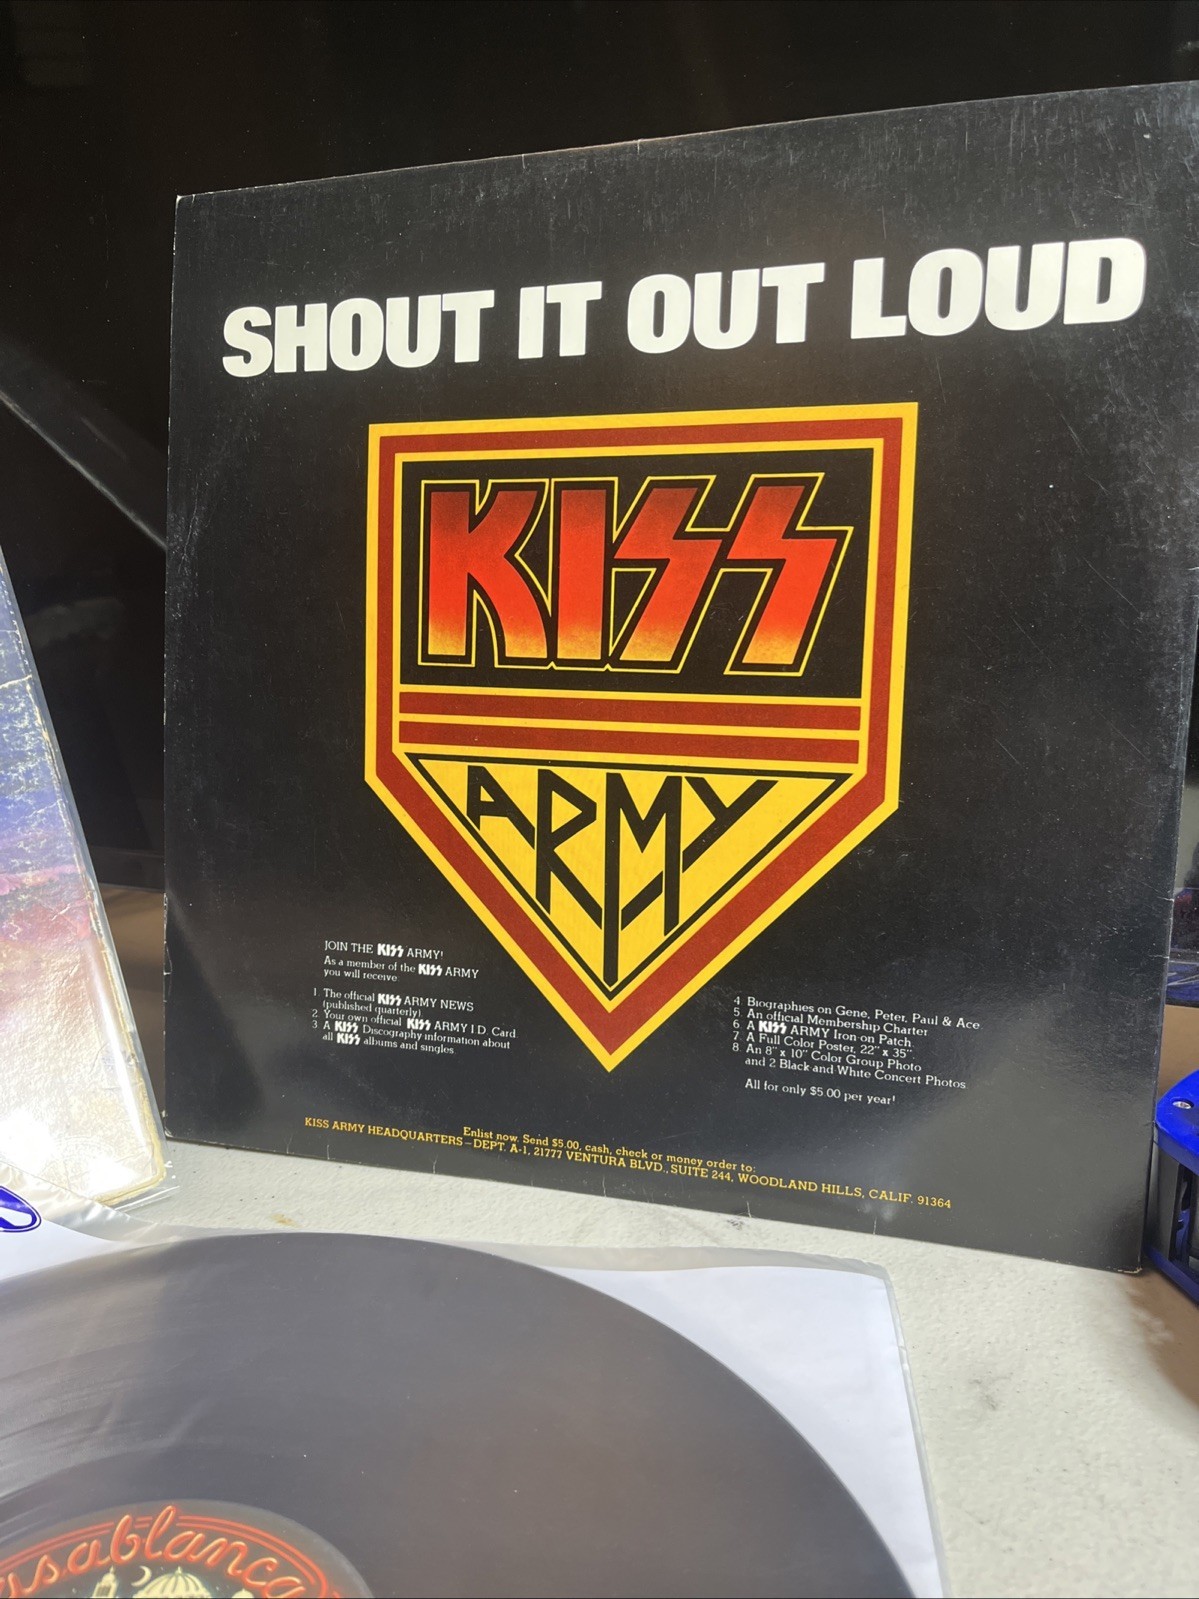 SHOUT IT OUT LOUD
KISS
ARMY
JOIN THE KISS ARMY!
As a member of the KISS ARMY
you will receive:
1. The official KISS ARMY NEWS
(published quarterly).
2. Your own official KISS ARMY I.D. Card.
3. A KISS Discography information about
all KISS albums and singles.
4. Biographies on Gene, Peter, Paul & Ace.
5. An official Membership Charter
6. A KISS ARMY Iron-on Patch.
7. A Full Color Poster, 22" x 35".
8. An 8" x 10" Color Group Photo
and 2 Black and White Concert Photos
All for only $5.00 per year!
Enlist now. Send $5.00, cash, check or money order to:
KISS ARMY HEADQUARTERS—DEPT. A-1, 21777 VENTURA BLVD., SUITE 244, WOODLAND HILLS, CALIF. 91364
asablanca